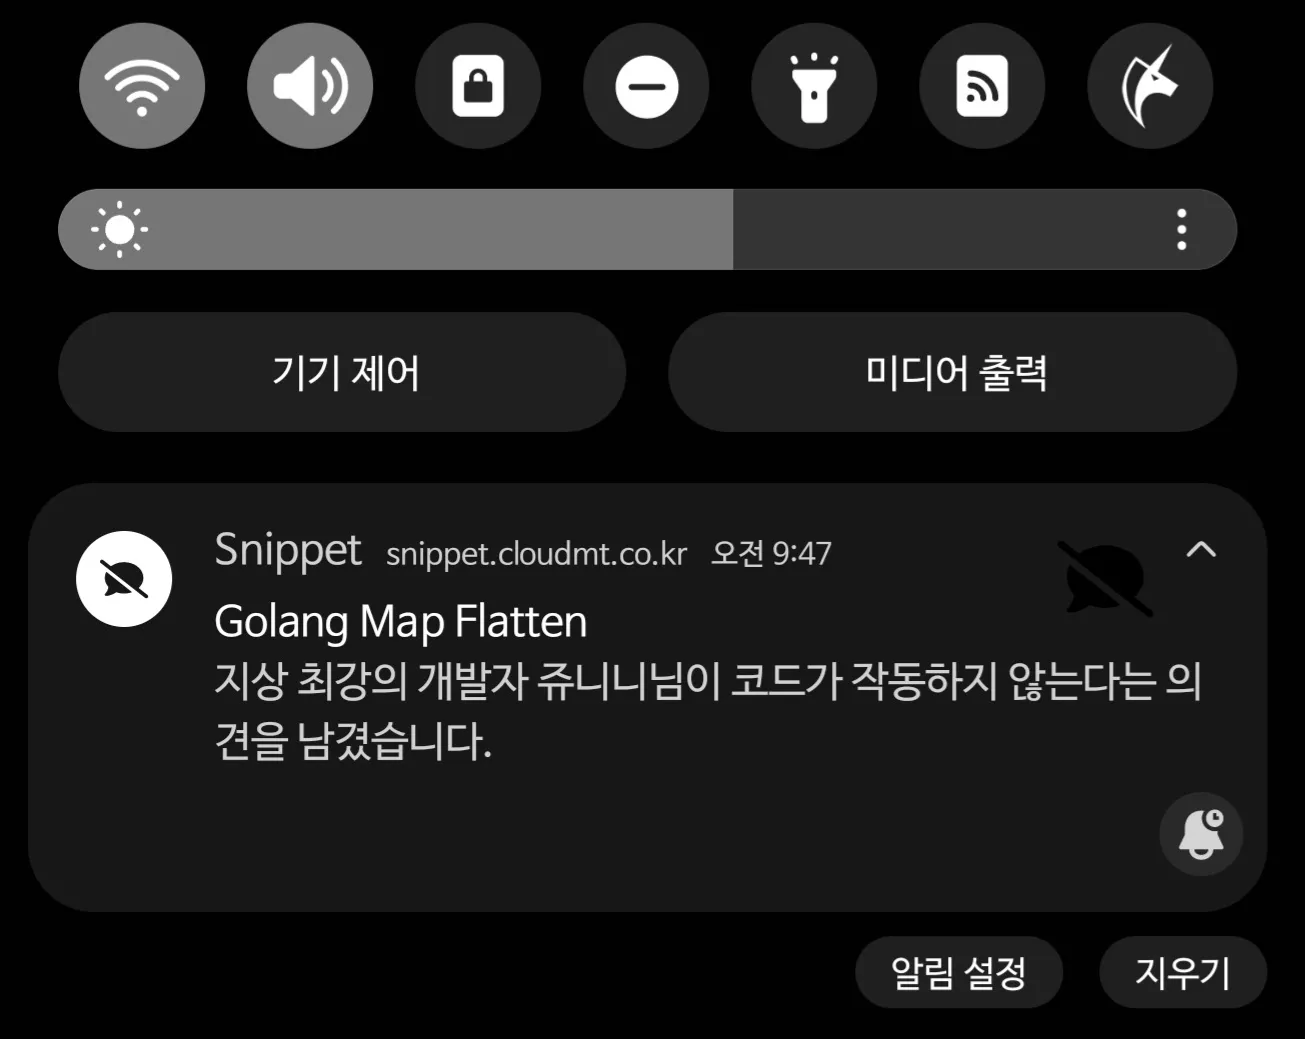 기기 제어
미디어 출력
Snippet snippet.cloudmt.co.kr 오전 9:47
Golang Map Flatten
지상 최강의 개발자 쥬니니님이 코드가 작동하지 않는다는 의
견을 남겼습니다.
알림 설정
지우기